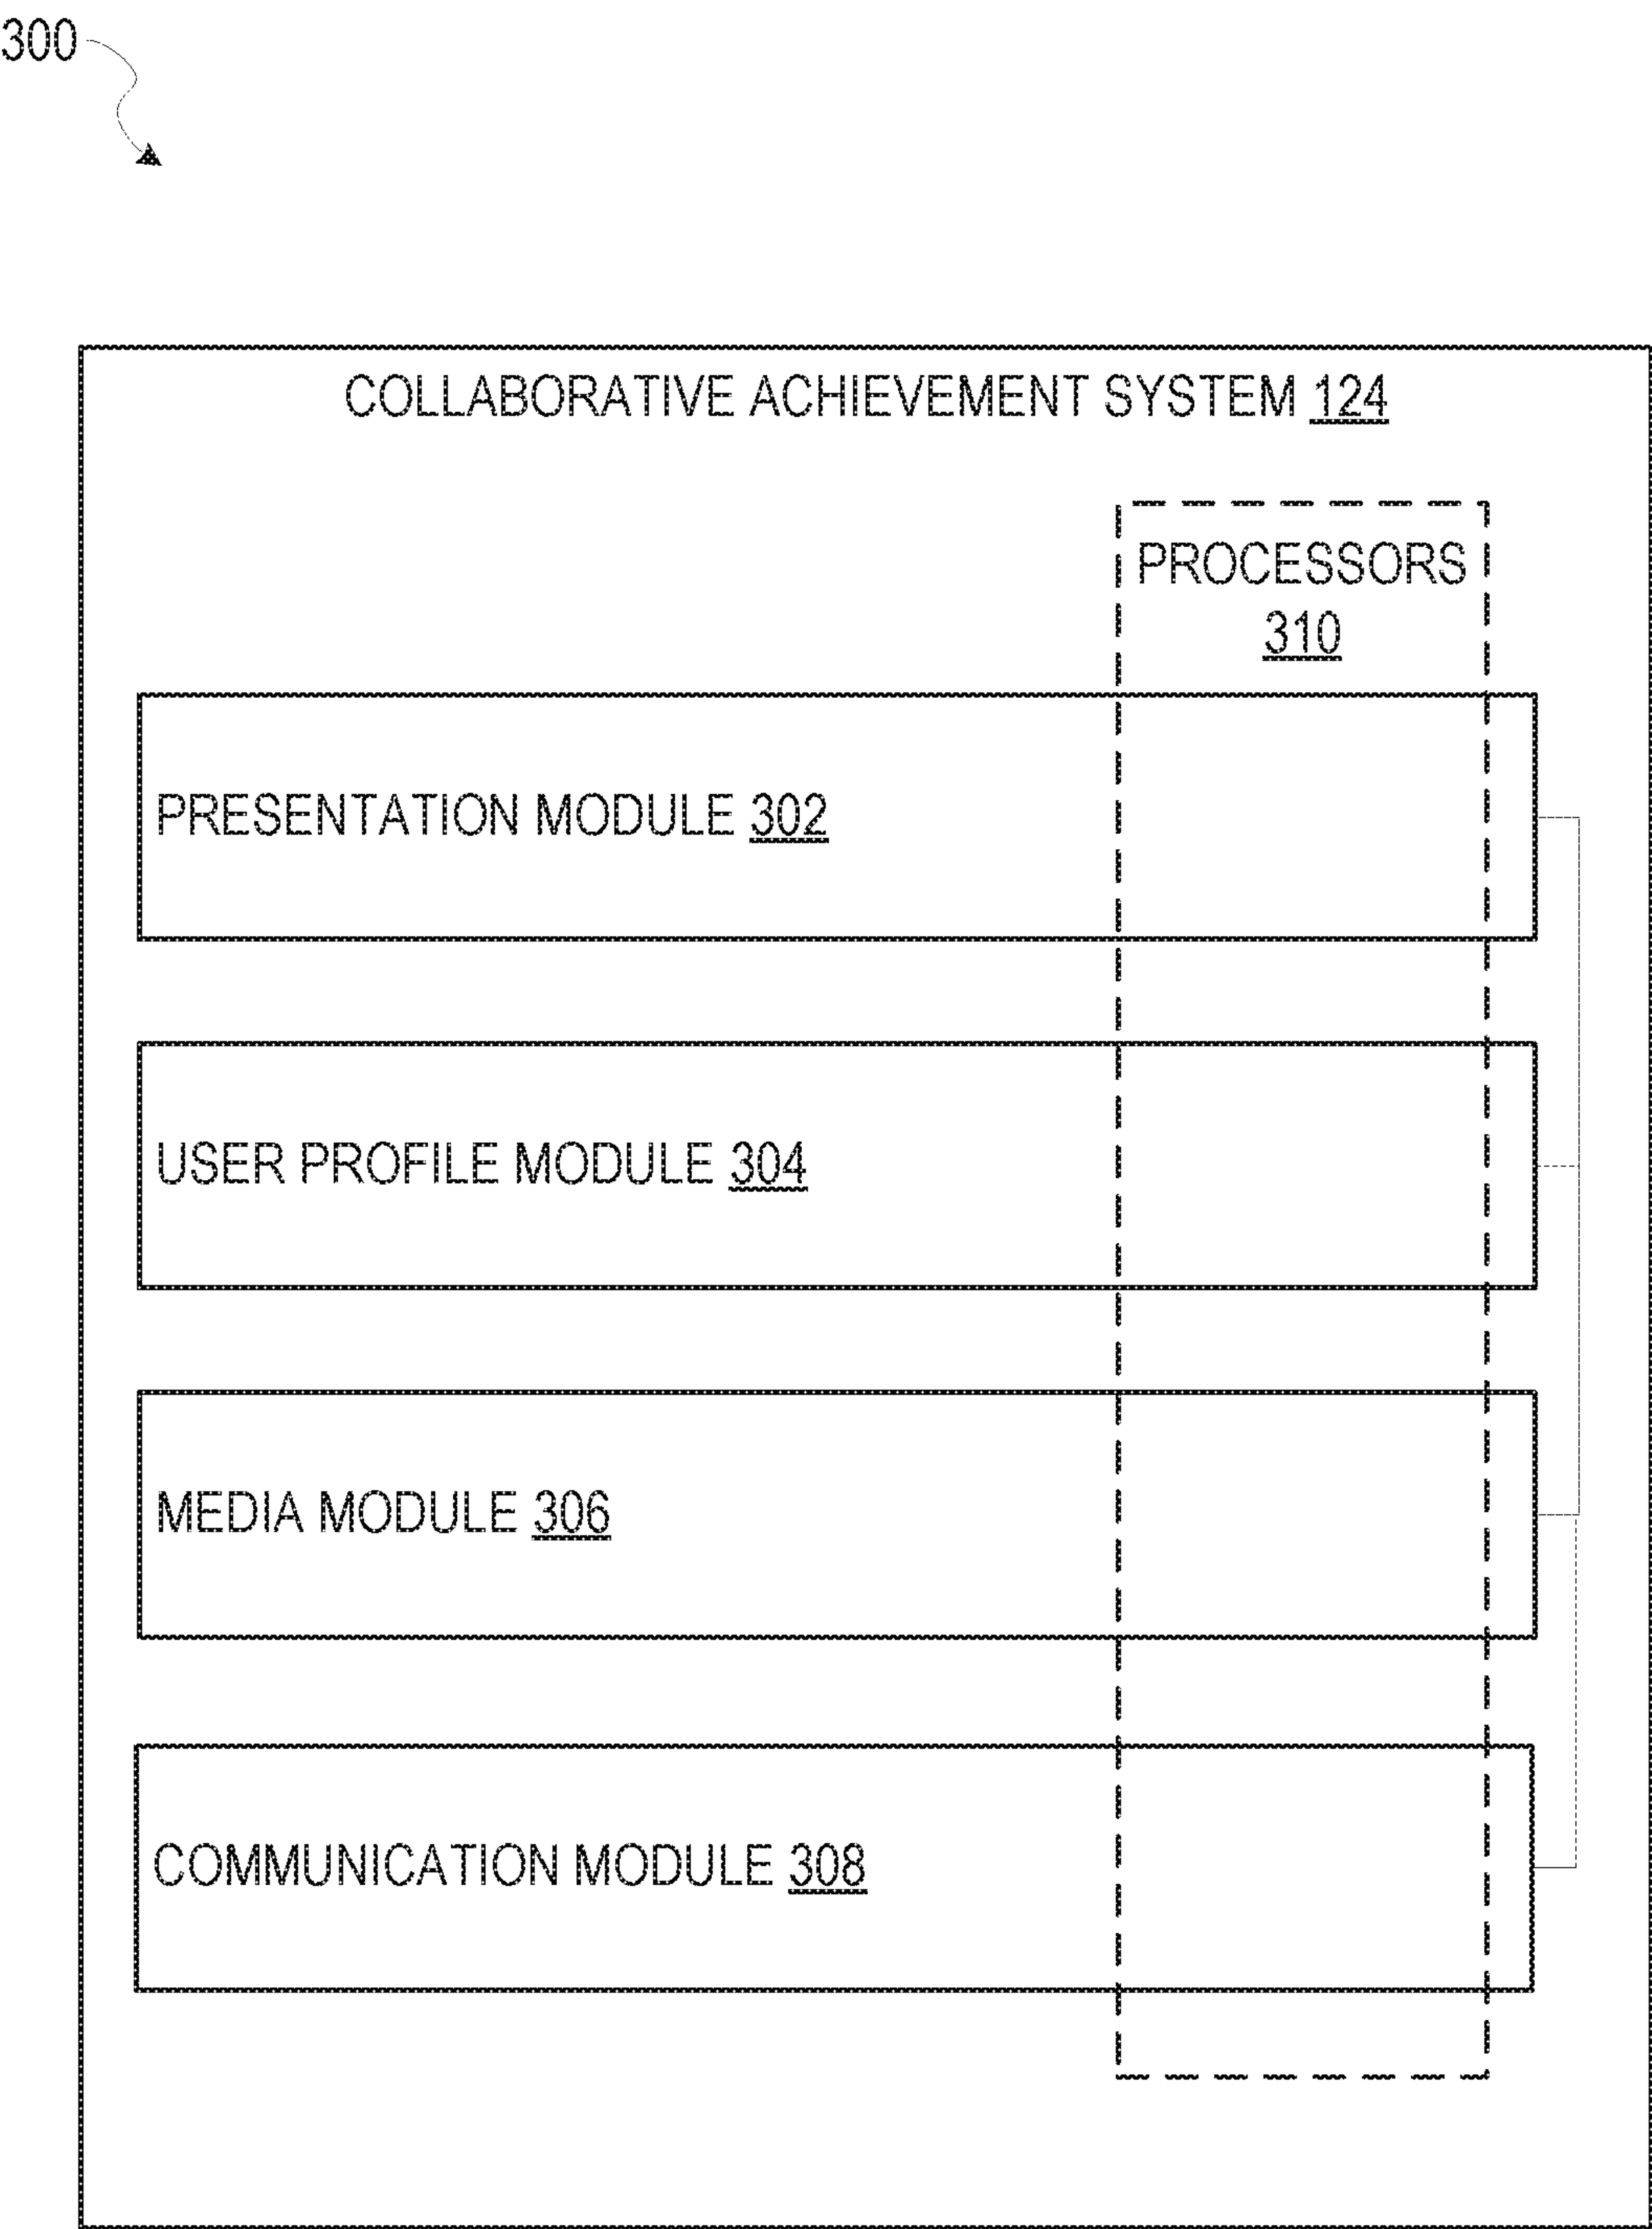 300
COLLABORATIVE ACHIEVEMENT SYSTEM 124
PROCESSORS
310
PRESENTATION MODULE 302
USER PROFILE MODULE 304
MEDIA MODULE 306
COMMUNICATION MODULE 308